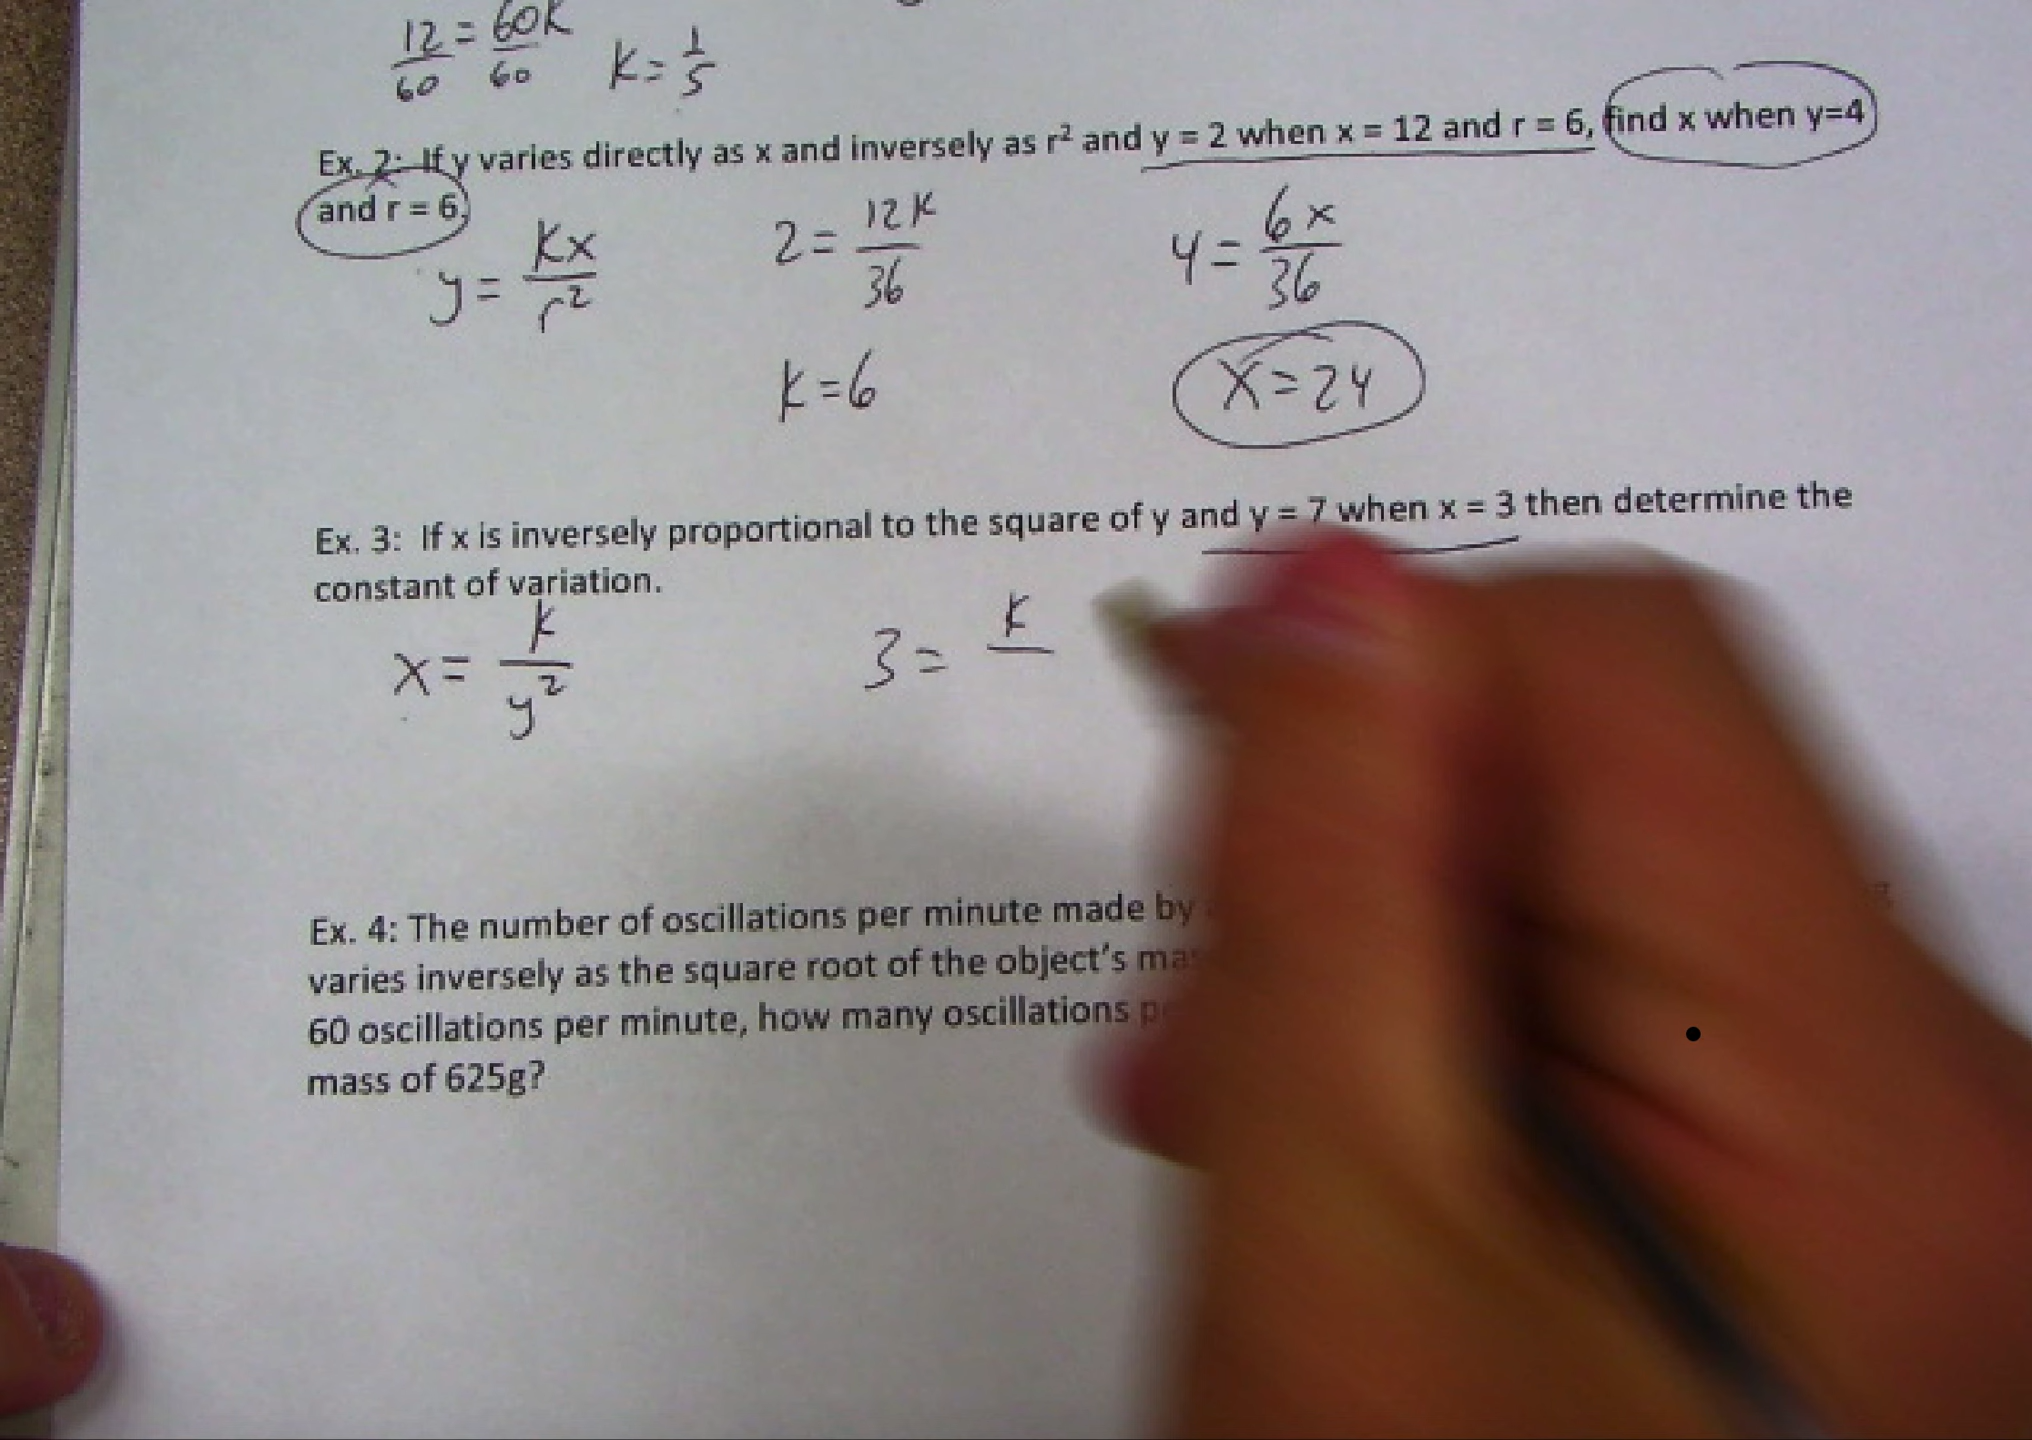 12 = 60K
60 60 K = 1/5
Ex. 2: If y varies directly as x and inversely as r² and y = 2 when x = 12 and r = 6, find x when y=4
and r = 6,
y = Kx/r² 2 = 12K/36 4 = 6x/36
K = 6 X = 24
Ex. 3: If x is inversely proportional to the square of y and y = 7 when x = 3 then determine the
constant of variation.
x = K/y² 3 = K
Ex. 4: The number of oscillations per minute made by
varies inversely as the square root of the object's
60 oscillations per minute, how many oscillations
mass of 625g?